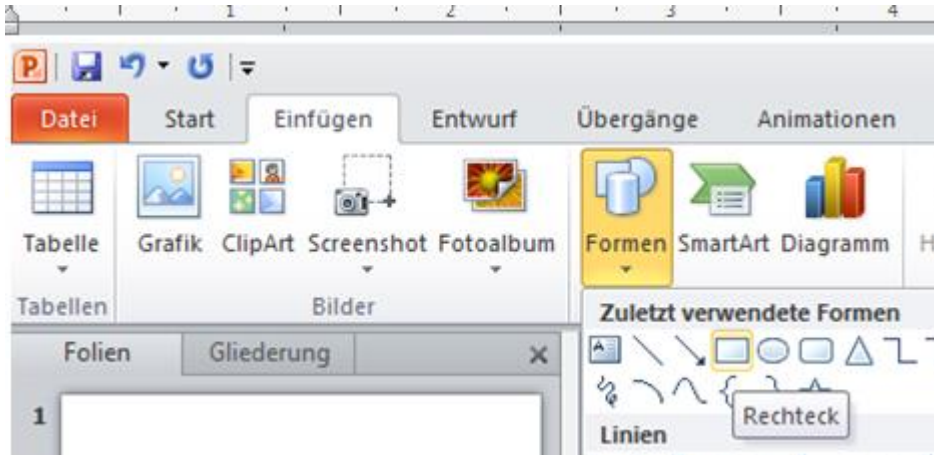 1 2 3 4
P
Datei Start Einfügen Entwurf Übergänge Animationen
Tabelle Grafik ClipArt Screenshot Fotoalbum Formen SmartArt Diagramm H
Tabellen Bilder
Zuletzt verwendete Formen
Folien Gliederung
A
1
Rechteck
Linien